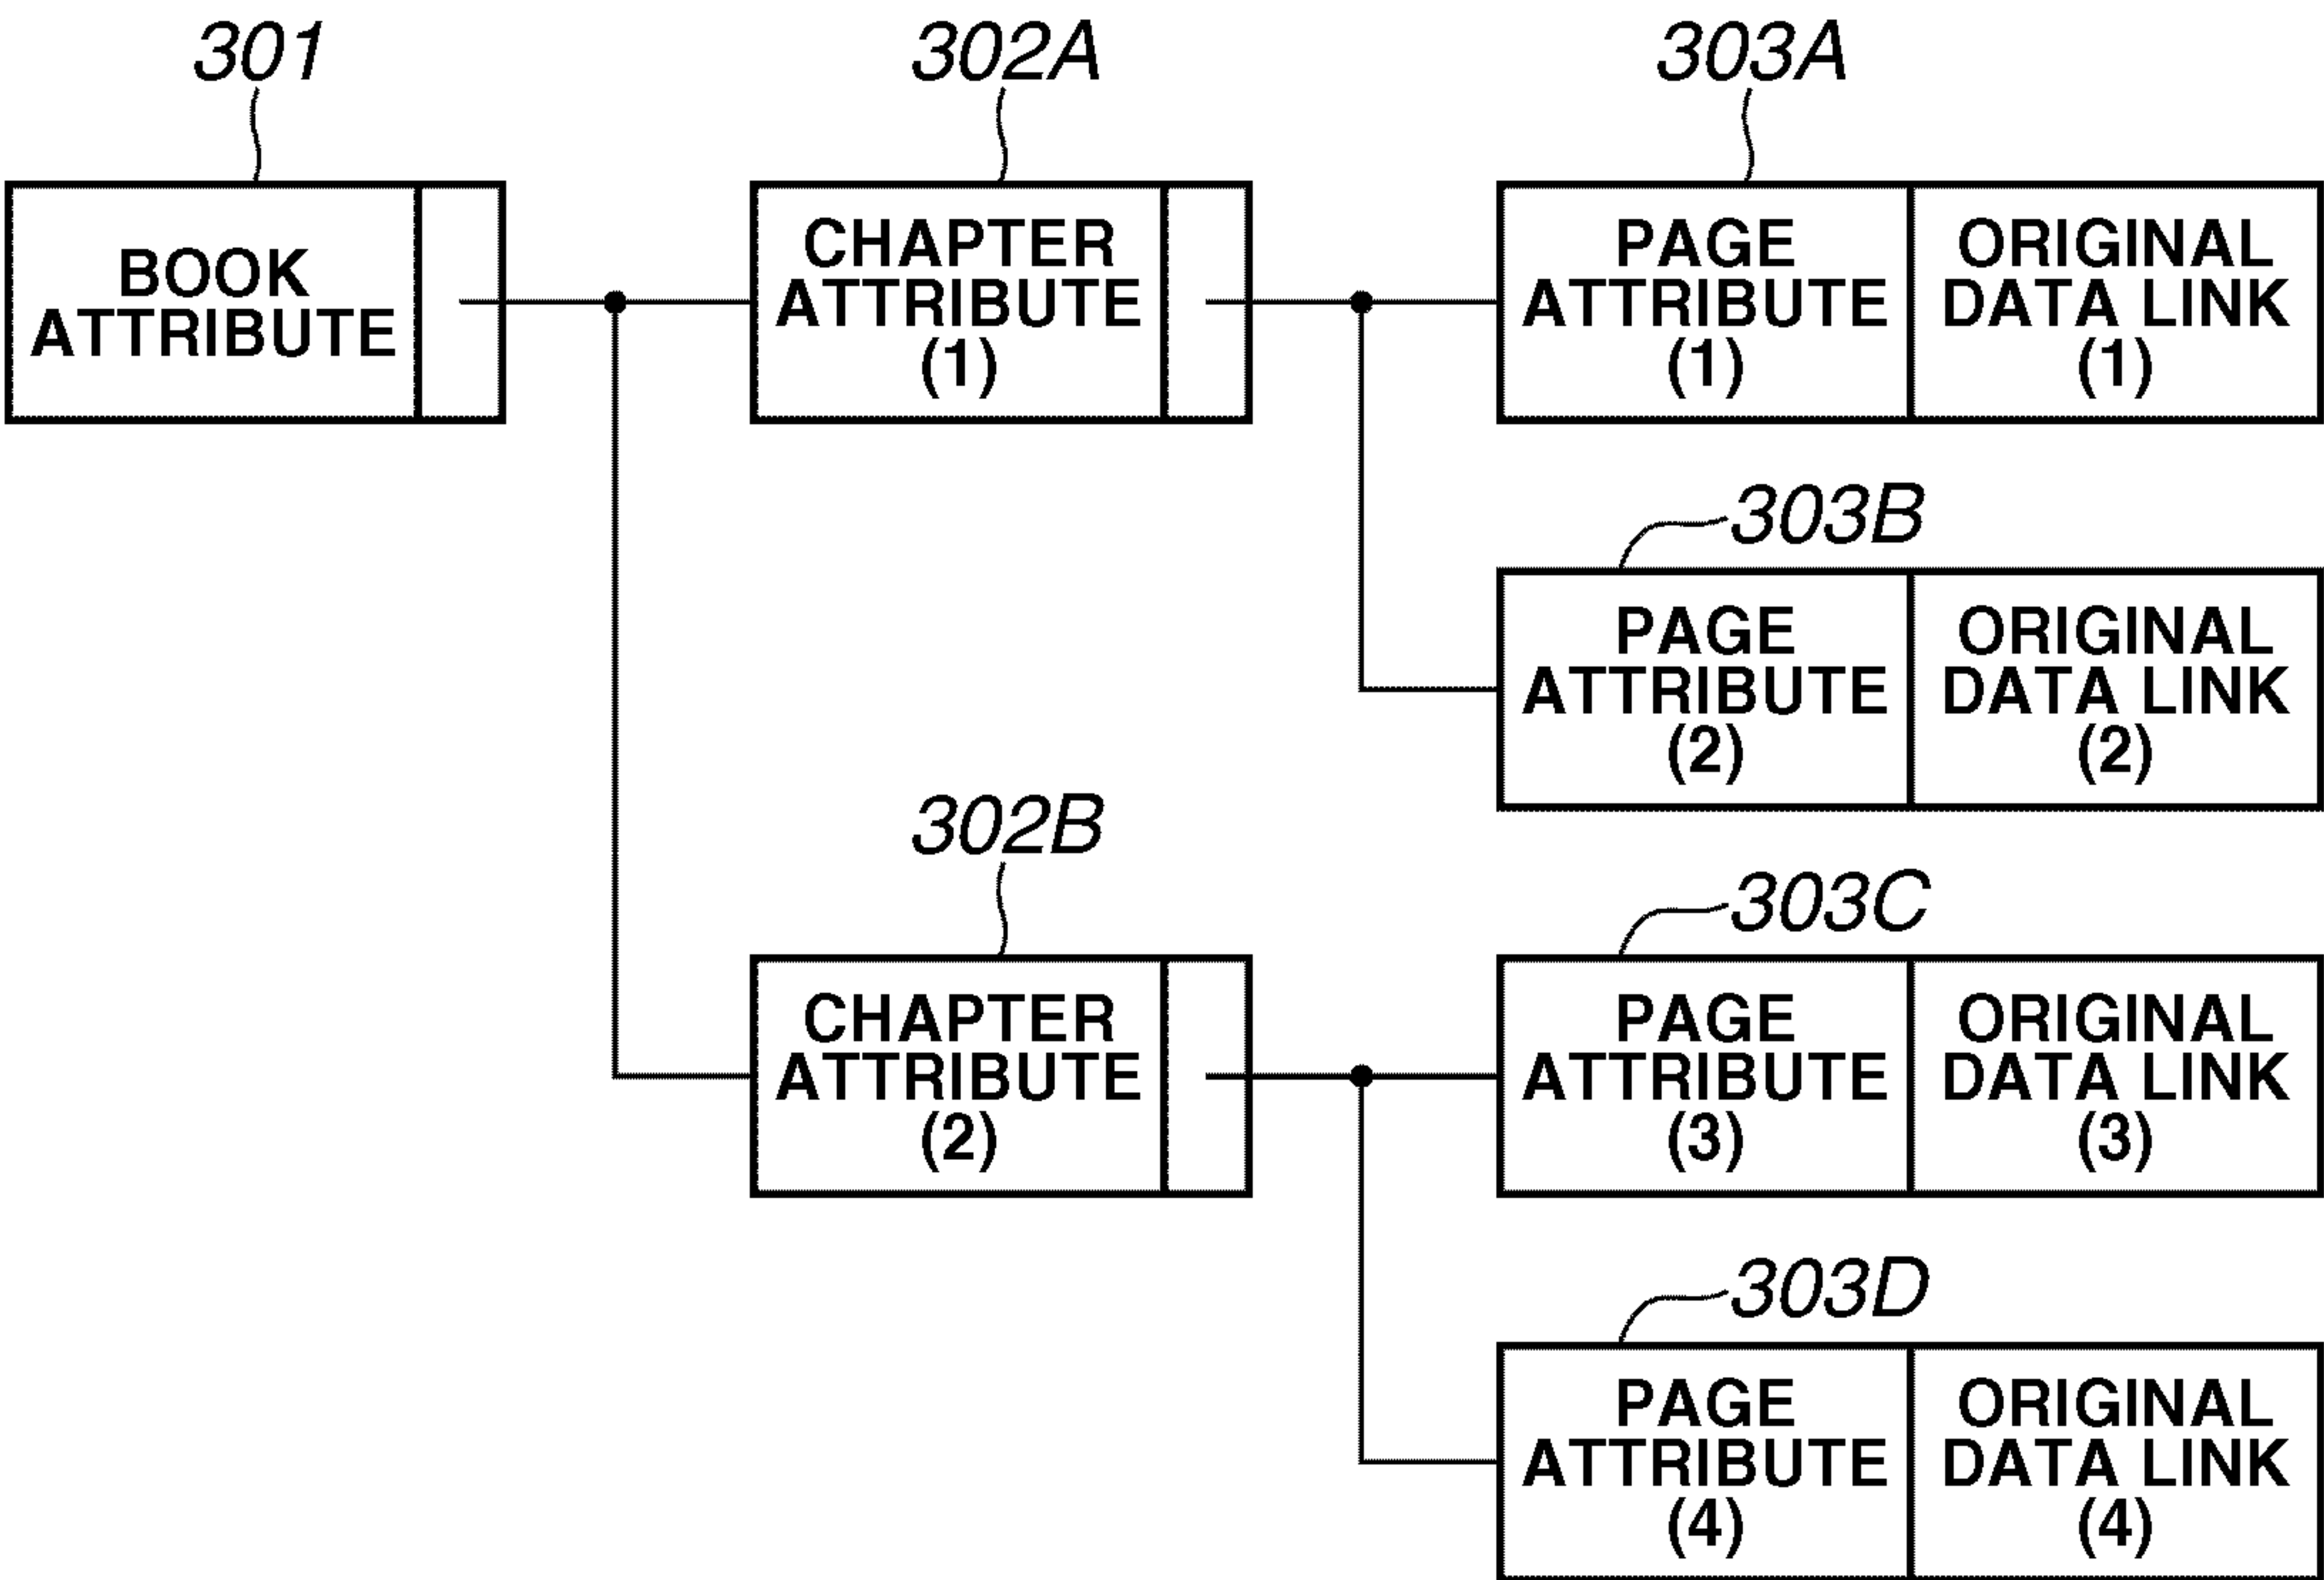 301
302A
303A
BOOK
ATTRIBUTE
CHAPTER
ATTRIBUTE
(1)
PAGE
ATTRIBUTE
(1)
ORIGINAL
DATA LINK
(1)
303B
PAGE
ATTRIBUTE
(2)
ORIGINAL
DATA LINK
(2)
302B
303C
CHAPTER
ATTRIBUTE
(2)
PAGE
ATTRIBUTE
(3)
ORIGINAL
DATA LINK
(3)
303D
PAGE
ATTRIBUTE
(4)
ORIGINAL
DATA LINK
(4)